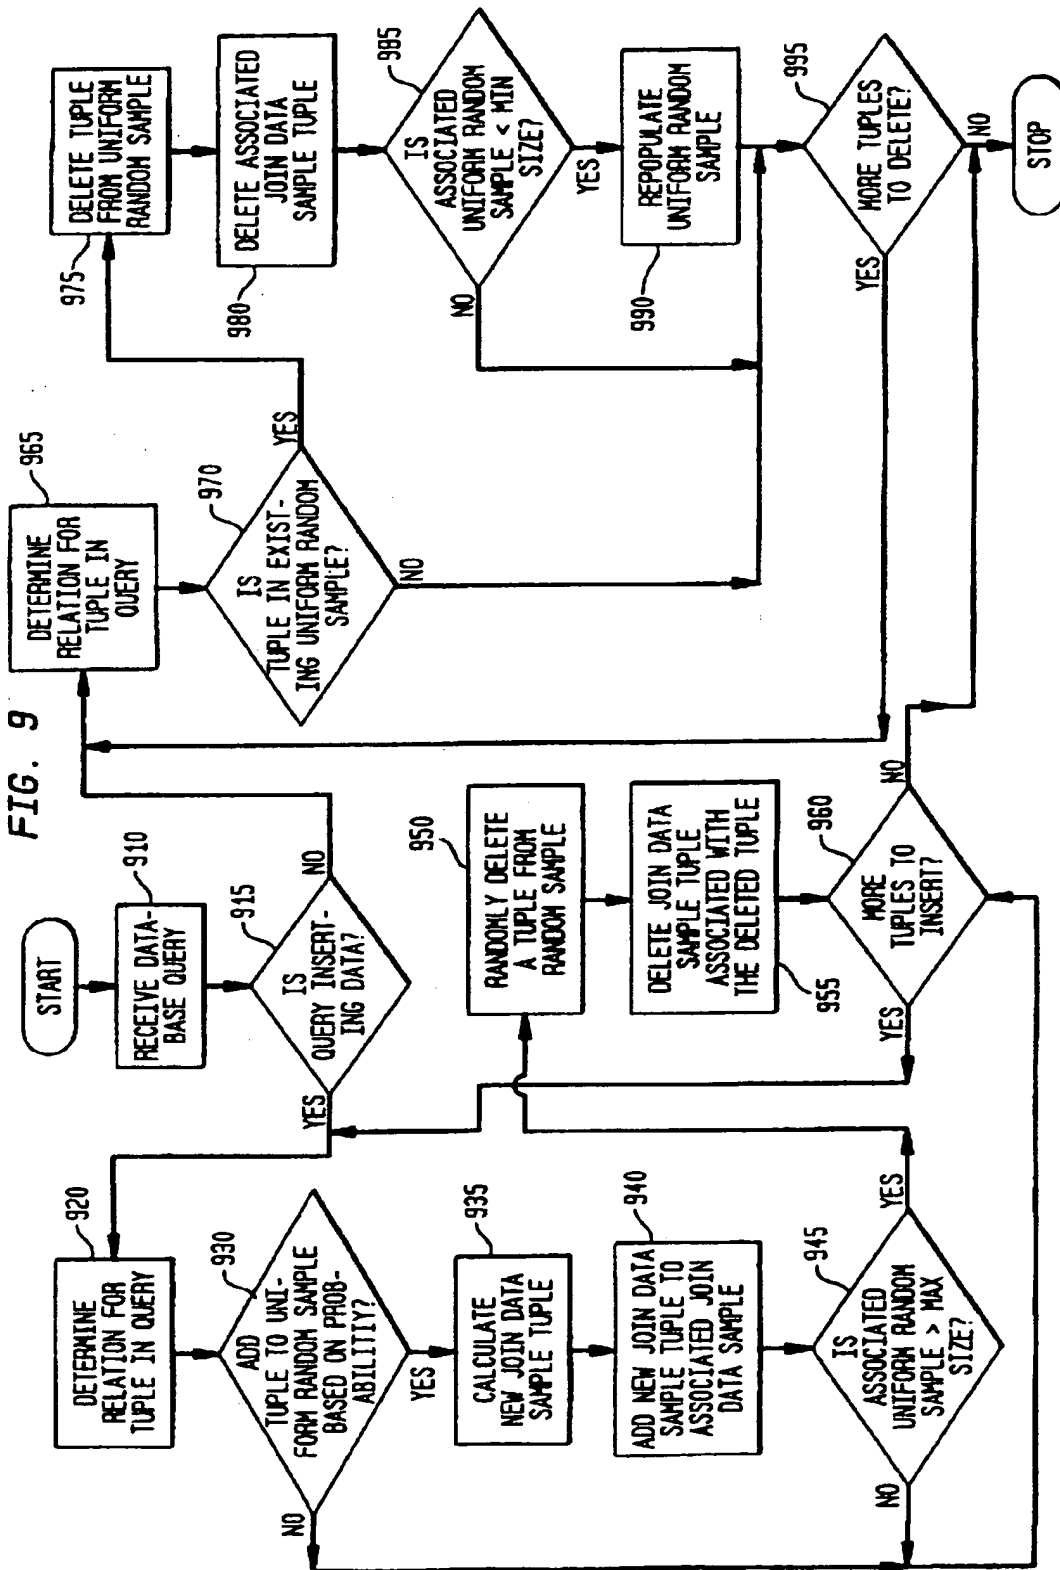 FIG. 9
START
910
RECEIVE DATA-
BASE QUERY
915
IS
QUERY INSERT-
ING DATA?
YES
NO
920
DETERMINE
RELATION FOR
TUPLE IN QUERY
930
ADD
TUPLE TO UNI-
FORM RANDOM SAMPLE
BASED ON PROB-
ABILITIY?
NO
YES
935
CALCULATE
NEW JOIN DATA
SAMPLE TUPLE
940
ADD NEW JOIN DATA
SAMPLE TUPLE TO
ASSOCIATED JOIN
DATA SAMPLE
945
IS
ASSOCIATED
UNIFORM RANDOM
SAMPLE > MAX
SIZE?
NO
YES
950
RANDOMLY DELETE
A TUPLE FROM
RANDOM SAMPLE
DELETE JOIN DATA
SAMPLE TUPLE
ASSOCIATED WITH
THE DELETED TUPLE
955
960
MORE
TUPLES TO
INSERT?
YES
NO
965
DETERMINE
RELATION FOR
TUPLE IN
QUERY
970
IS
TUPLE IN EXIST-
ING UNIFORM RANDOM
SAMPLE?
NO
YES
975
DELETE TUPLE
FROM UNIFORM
RANDOM SAMPLE
980
DELETE ASSOCIATED
JOIN DATA
SAMPLE TUPLE
985
IS
ASSOCIATED
UNIFORM RANDOM
SAMPLE < MIN
SIZE?
NO
YES
990
REPOPULATE
UNIFORM RANDOM
SAMPLE
995
MORE TUPLES
TO DELETE?
YES
NO
STOP